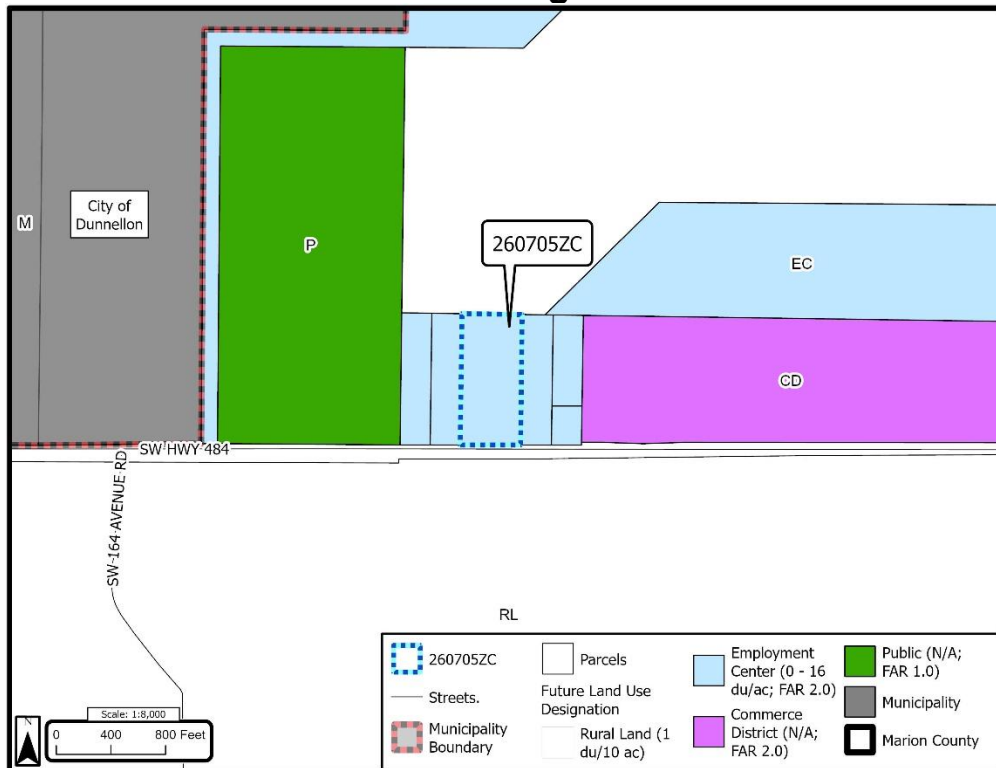 City of
Dunnellon
M
P
260705ZC
EC
CD
SW HWY 484
SW 164 AVENUE RD
RL
260705ZC
Streets.
Municipality
Boundary
Parcels
Future Land Use
Designation
Rural Land (1
du/10 ac)
Employment
Center (0 - 16
du/ac; FAR 2.0)
Commerce
District (N/A;
FAR 2.0)
Public (N/A;
FAR 1.0)
Municipality
Marion County
N
Scale: 1:8,000
0 400 800 Feet